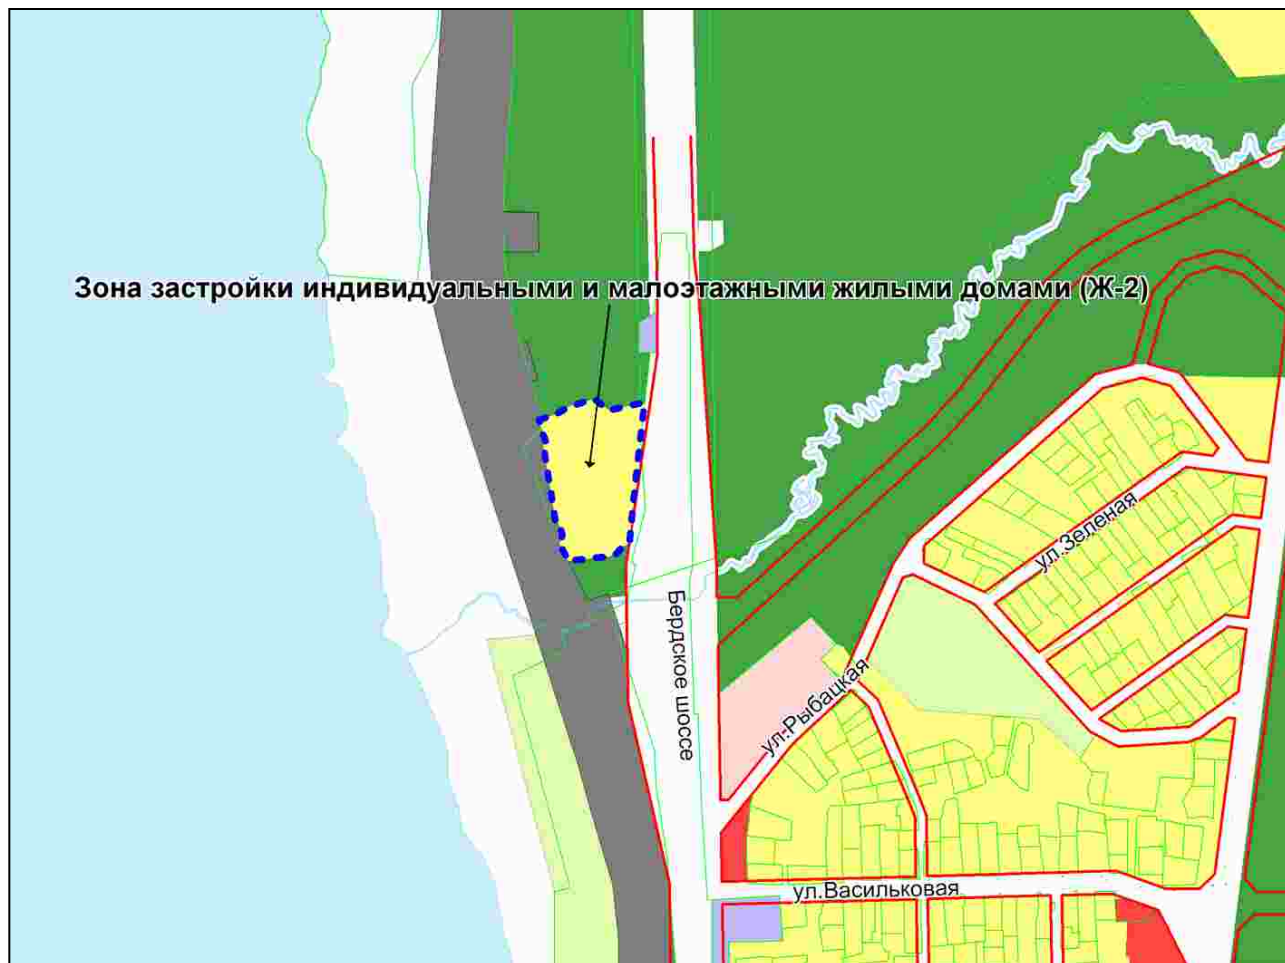 Зона застройки индивидуальными и малоэтажными жилыми домами (Ж-2)
ул.Зеленая
Бердское шоссе
ул.Рыбацкая
ул.Васильковая